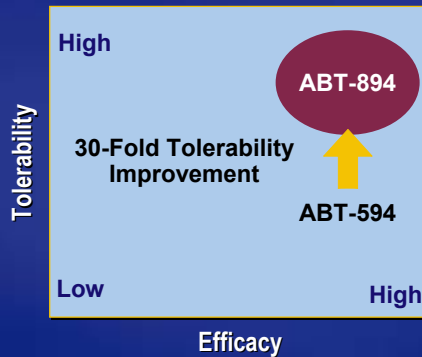 High
ABT-894
Tolerability
30-Fold Tolerability
Improvement
ABT-594
Low
High
Efficacy